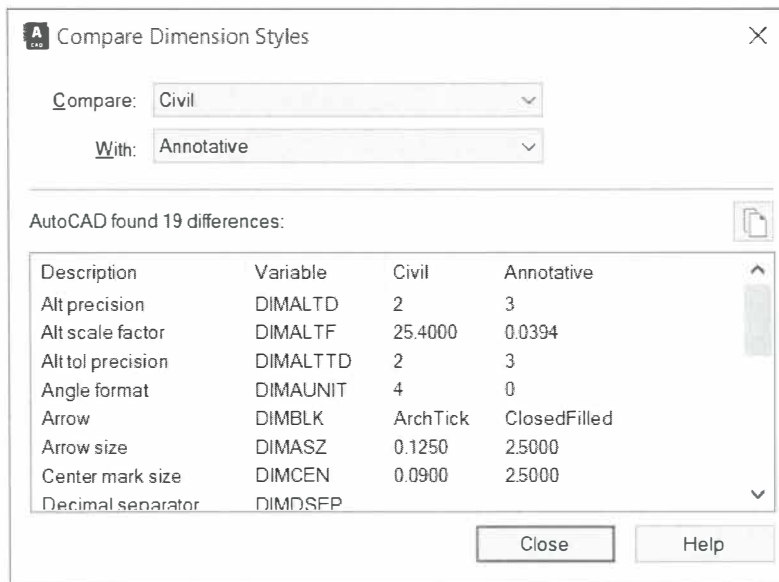 A
CAD
Compare Dimension Styles
Compare: Civil
With: Annotative
AutoCAD found 19 differences:
Description Variable Civil Annotative
Alt precision DIMALTD 2 3
Alt scale factor DIMALTF 25.4000 0.0394
Alt tol precision DIMALTTD 2 3
Angle format DIMAUNIT 4 0
Arrow DIMBLK ArchTick ClosedFilled
Arrow size DIMASZ 0.1250 2.5000
Center mark size DIMCEN 0.0900 2.5000
Decimal separator DIMDSEP
Close Help